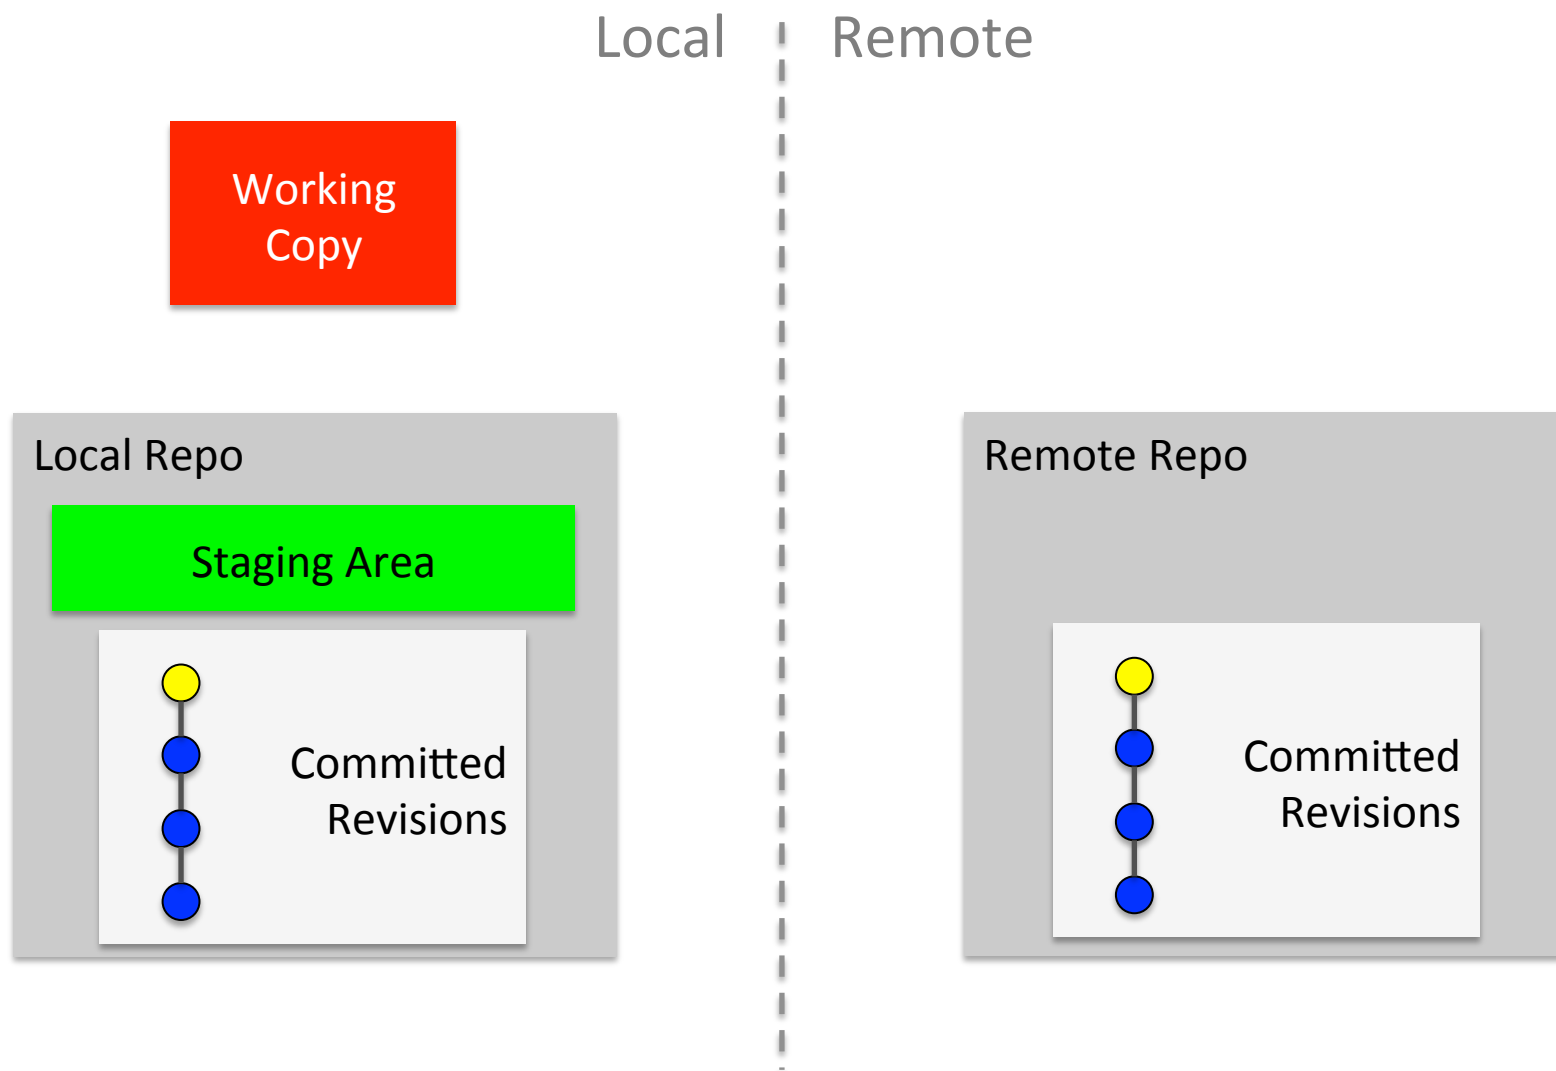 Local
Remote
Working
Copy
Local Repo
Staging Area
Committed
Revisions
Remote Repo
Committed
Revisions